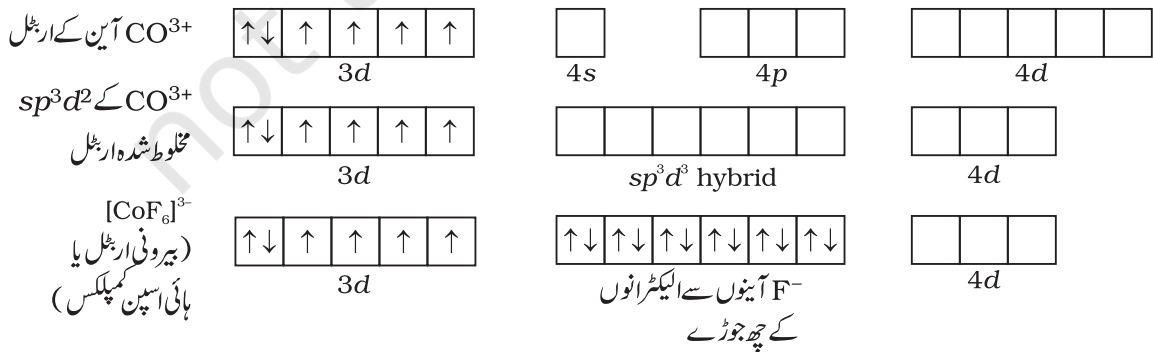 CO³⁺ آین کے اربٹل
↑↓ ↑ ↑ ↑ ↑
3d 4s 4p 4d
CO³⁺ کے sp³d²
مخلوط شدہ اربٹل
↑↓ ↑ ↑ ↑ ↑
3d sp³d³ hybrid 4d
[CoF₆]³⁻
(بیرونی اربٹل یا
ہائی اسپن کمپلکس)
↑↓ ↑ ↑ ↑ ↑ ↑↓ ↑↓ ↑↓ ↑↓ ↑↓ ↑↓
3d 4d
F⁻ آینوں سے الیکٹرانوں
کے چھ جوڑے
not